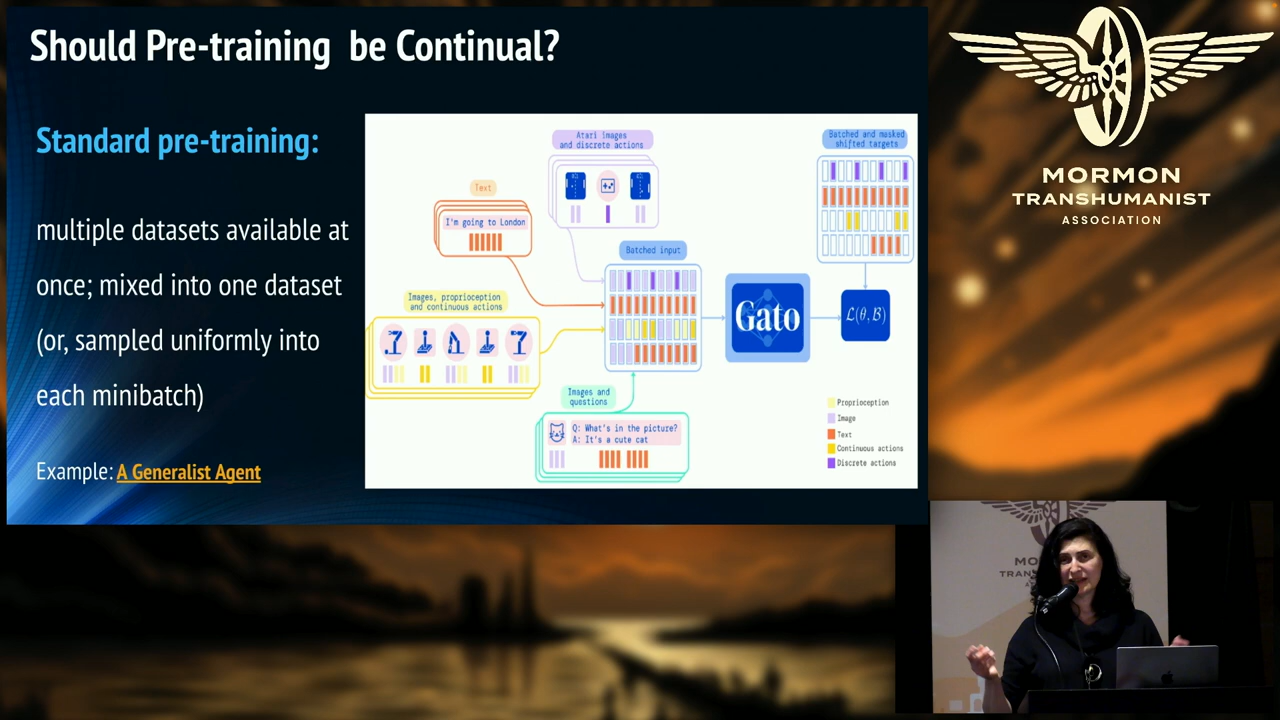 Should Pre-training be Continual?
Standard pre-training:
multiple datasets available at
once; mixed into one dataset
(or, sampled uniformly into
each minibatch)
Example: A Generalist Agent
Atari images
and discrete actions
Text
I'm going to London
Batched input
Images, proprioception
and continuous actions
Images and
questions
Q: What's in the picture?
A: It's a cute cat
Gato
Batched and masked
shifted targets
ℒ(θ, ℬ)
Proprioception
Image
Text
Continuous actions
Discrete actions
MORMON
TRANSHUMANIST
ASSOCIATION
MO
TRAN